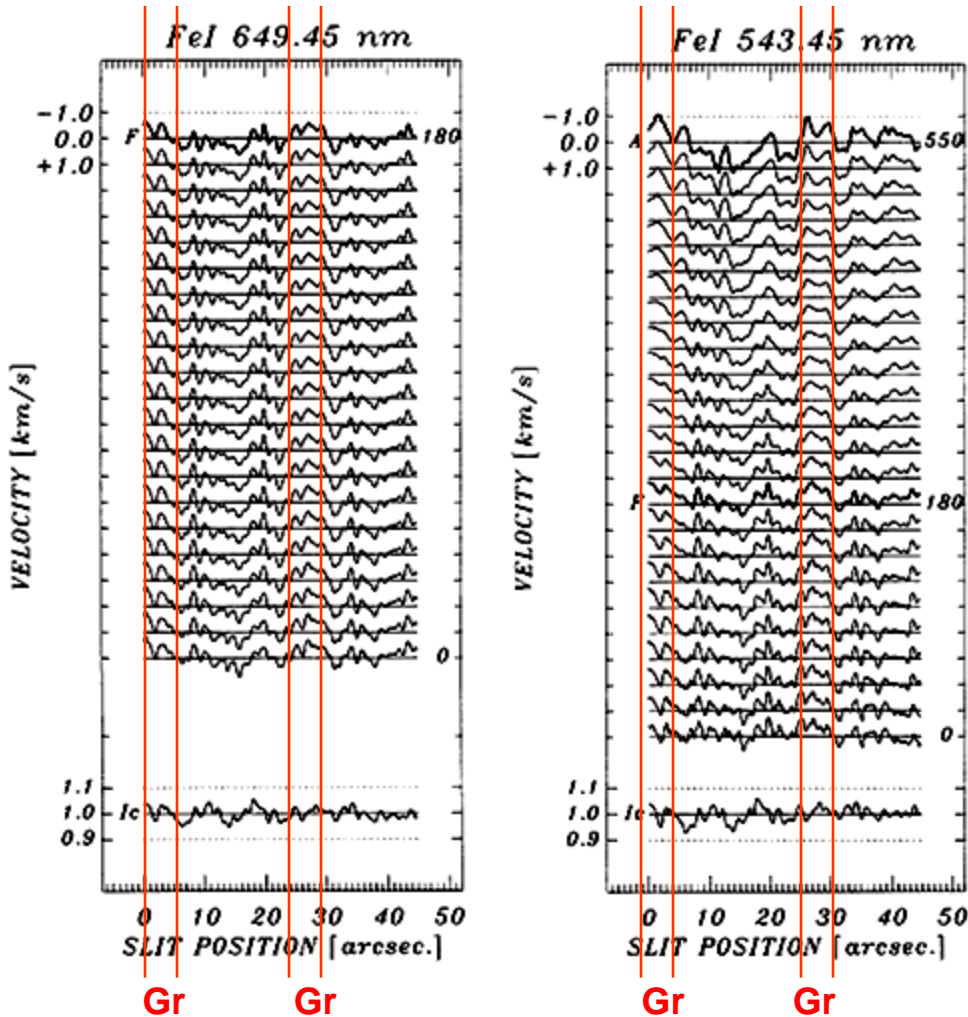 FeI 649.45 nm
-1.0
0.0
+1.0
F
180
0
VELOCITY [km/s]
1.1
1.0
0.9
Ic
0 10 20 30 40 50
SLIT POSITION [arcsec.]
Gr Gr
FeI 543.45 nm
-1.0
0.0
+1.0
A
550
F
180
0
VELOCITY [km/s]
1.1
1.0
0.9
Ic
0 10 20 30 40 50
SLIT POSITION [arcsec.]
Gr Gr